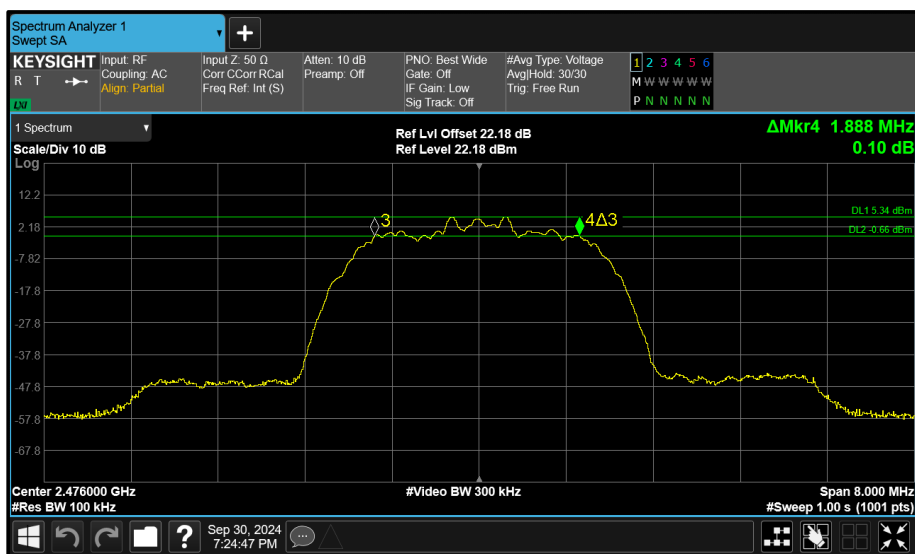 Spectrum Analyzer 1
Swept SA
KEYSIGHT
R T
LXI
Input: RF
Coupling: AC
Align: Partial
Input Z: 50 Ω
Corr CCorr RCal
Freq Ref: Int (S)
Atten: 10 dB
Preamp: Off
PNO: Best Wide
Gate: Off
IF Gain: Low
Sig Track: Off
#Avg Type: Voltage
Avg|Hold: 30/30
Trig: Free Run
1 2 3 4 5 6
M W W W W W
P N N N N N
1 Spectrum
Scale/Div 10 dB
Log
Ref Lvl Offset 22.18 dB
Ref Level 22.18 dBm
ΔMkr4 1.888 MHz
0.10 dB
12.2
DL1 5.34 dBm
3
4Δ3
2.18
DL2 -0.66 dBm
-7.82
-17.8
-27.8
-37.8
-47.8
-57.8
-67.8
Center 2.476000 GHz
#Video BW 300 kHz
Span 8.000 MHz
#Res BW 100 kHz
#Sweep 1.00 s (1001 pts)
?
Sep 30, 2024
7:24:47 PM